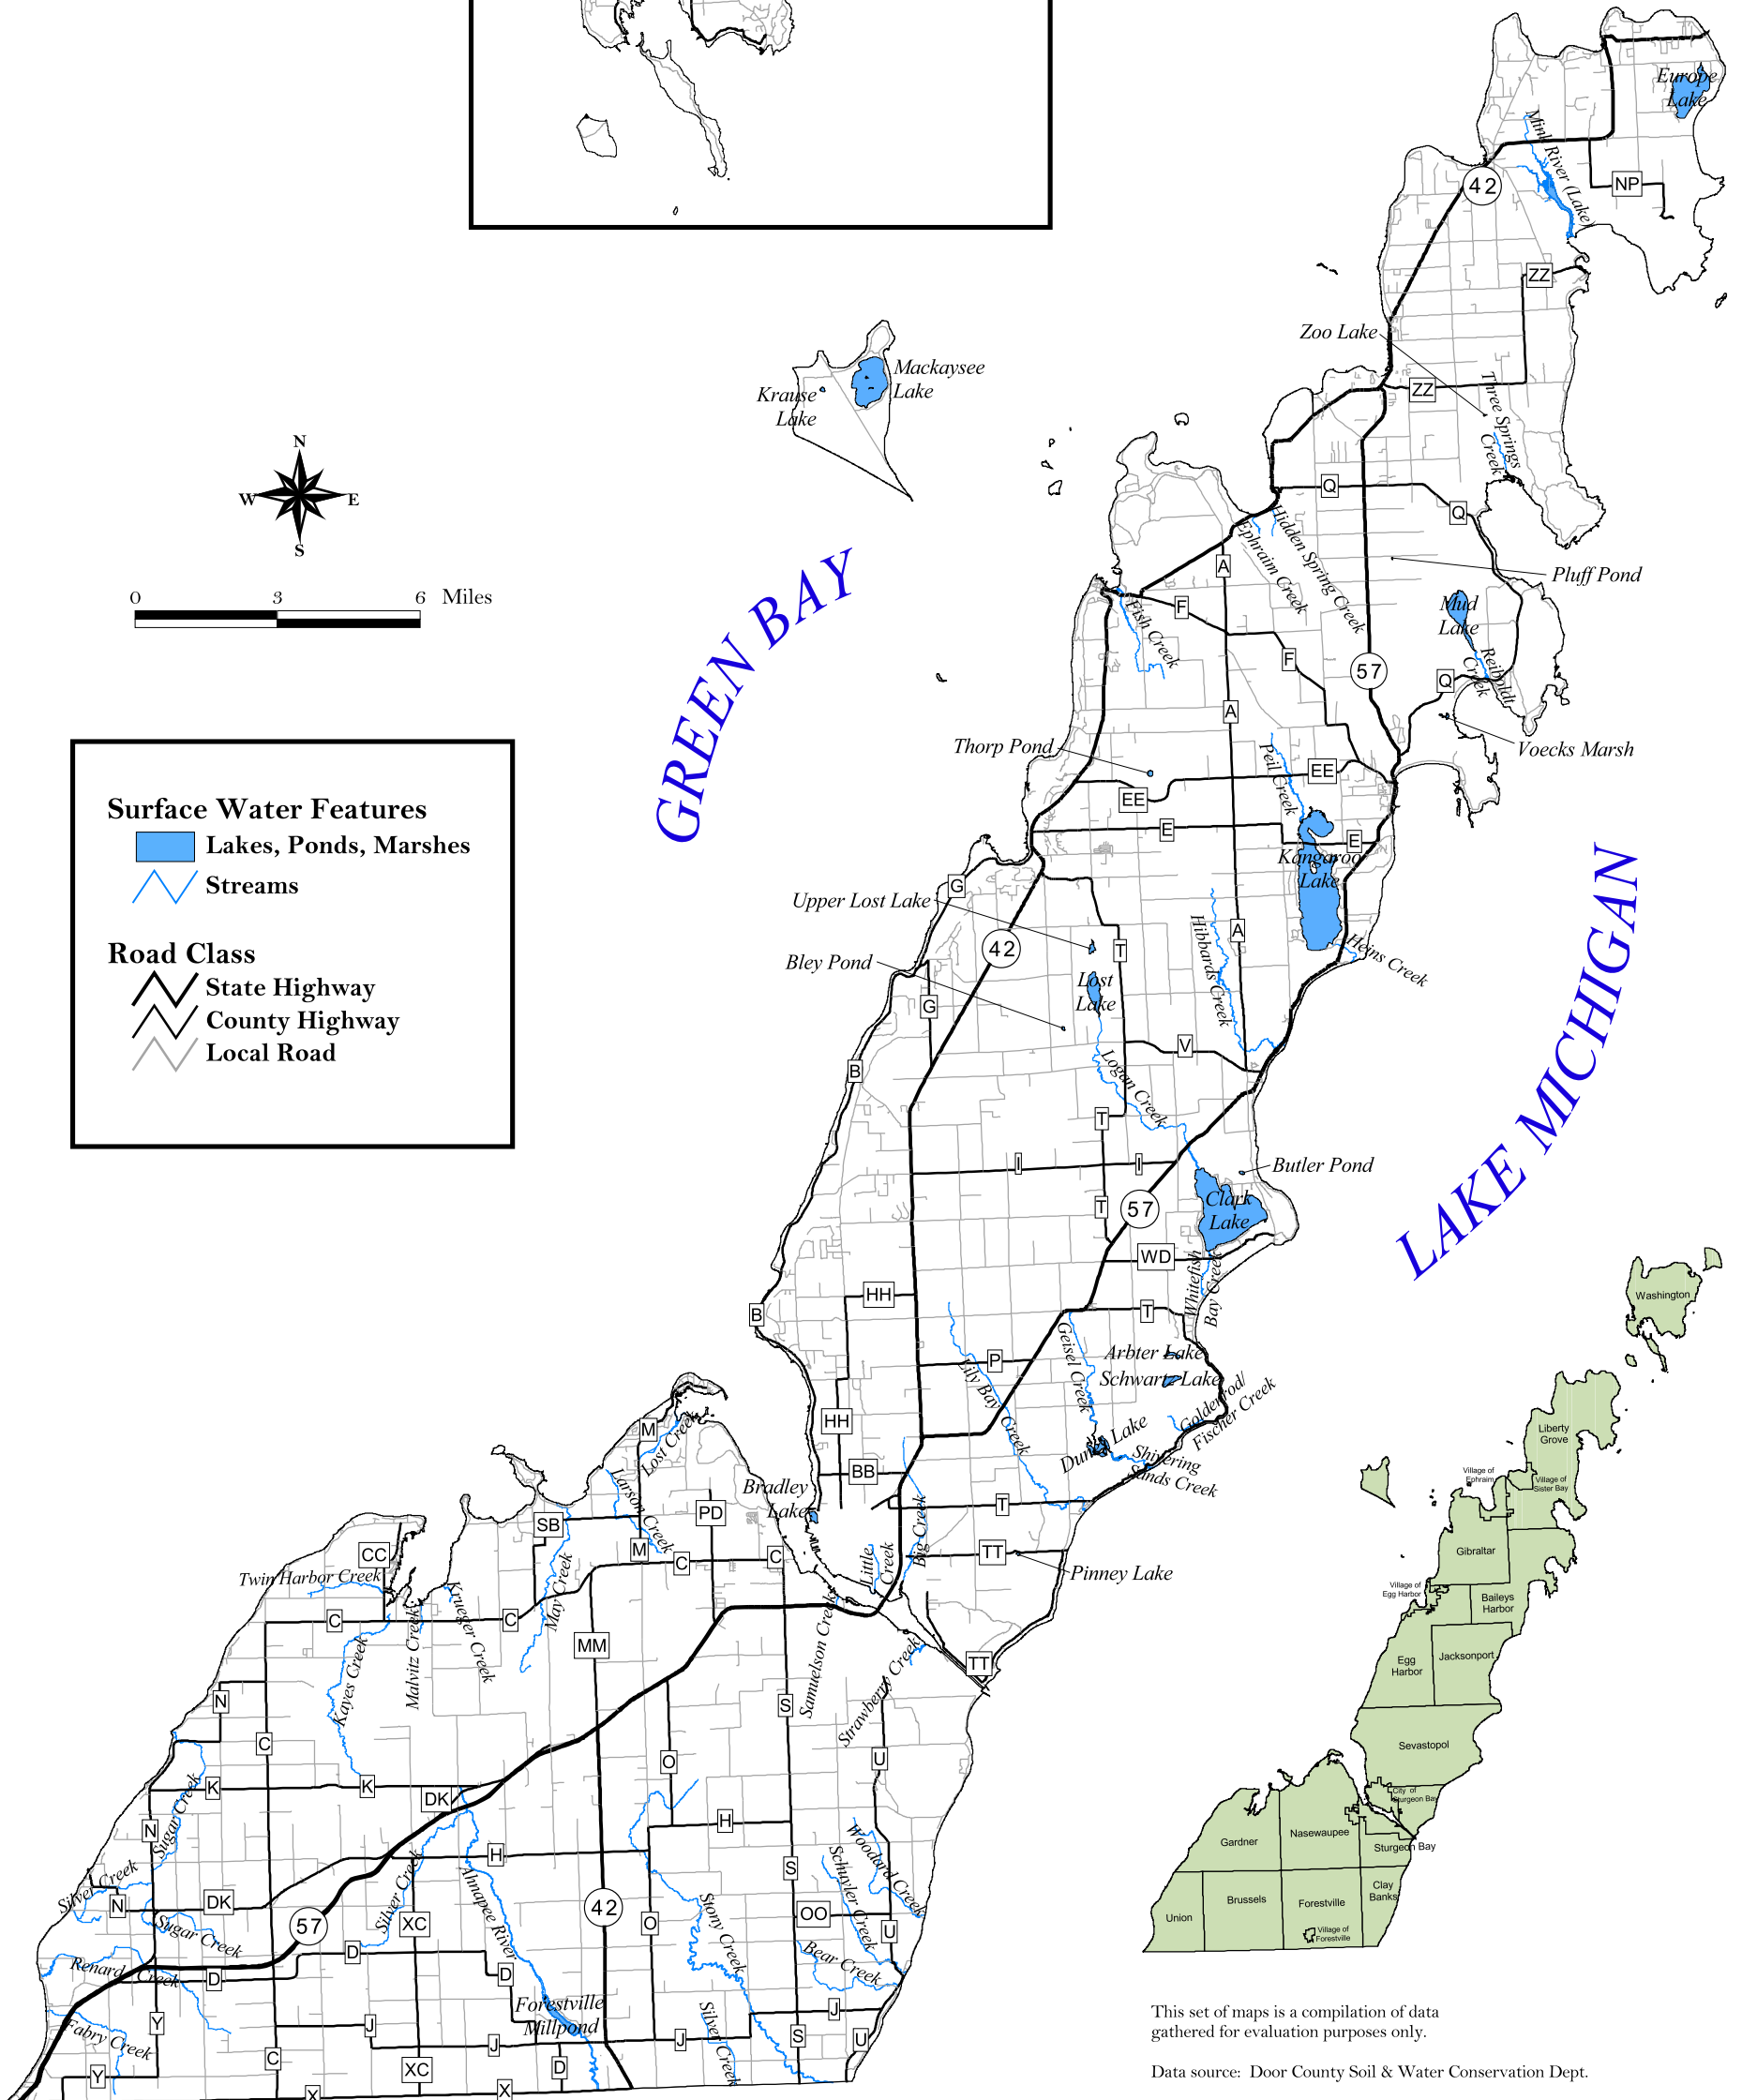 Europe
Lake
Mink River (Lake)
NP
42
ZZ
Zoo Lake
ZZ
Three Springs
Creek
Mackaysee
Lake
Krause
Lake
N
W
E
S
0
3
6
Miles
GREEN BAY
LAKE MICHIGAN
Q
Q
Hidden Spring Creek
Ephraim Creek
A
Pluff Pond
F
Fish Creek
Mud
Lake
F
57
Q
Reiboldt
Creek
A
Voecks Marsh
Thorp Pond
Peil Creek
EE
EE
E
E
Kangaroo
Lake
Surface Water Features
Lakes, Ponds, Marshes
Streams
Road Class
State Highway
County Highway
Local Road
G
Upper Lost Lake
42
T
A
Hibbards Creek
Heins Creek
Bley Pond
Lost
Lake
G
V
B
Logan Creek
T
I
I
Butler Pond
T
57
Clark
Lake
WD
Whitefish
Bay Creek
HH
B
T
Geisel Creek
P
Lily Bay Creek
Arbter Lake
Schwartz Lake
Goldenrod/
Fischer Creek
HH
M
Lost Creek
Dunes Lake
Shivering
Sands Creek
BB
Larson Creek
Bradley
Lake
T
PD
SB
Big Creek
M
C
C
Little
Creek
TT
Pinney Lake
CC
Twin Harbor Creek
May Creek
Krueger Creek
C
C
Malvitz Creek
Kayes Creek
MM
Samuelson Creek
Strawberry Creek
TT
N
S
C
O
U
K
K
DK
Sugar Creek
N
H
H
Woodard Creek
Schuyler Creek
S
Silver Creek
N
DK
Silver Creek
Ahnapee River
42
57
XC
O
Stony Creek
OO
U
Sugar Creek
D
Bear Creek
Renard Creek
D
D
Forestville
Millpond
Y
J
J
J
J
Silver Creek
S
U
Fabry Creek
C
XC
D
Y
X
X
Washington
Liberty
Grove
Village of
Ephraim
Village of
Sister Bay
Gibraltar
Village of
Egg Harbor
Baileys
Harbor
Egg
Harbor
Jacksonport
Sevastopol
City of
Sturgeon Bay
Gardner
Nasewaupee
Sturgeon Bay
Union
Brussels
Forestville
Clay
Banks
Village of
Forestville
This set of maps is a compilation of data
gathered for evaluation purposes only.
Data source: Door County Soil & Water Conservation Dept.